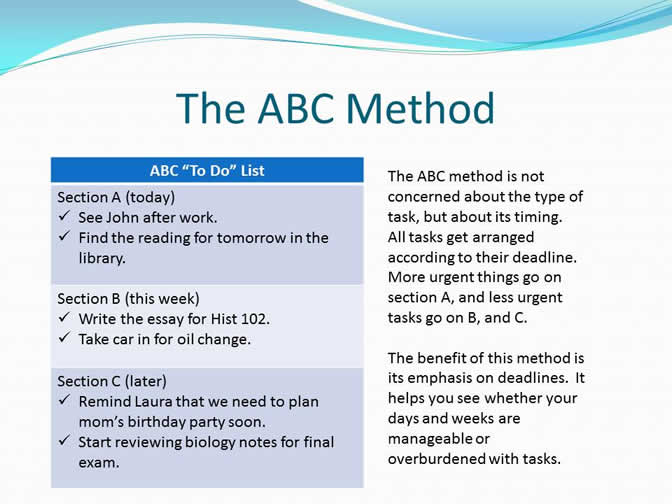 The ABC Method
ABC “To Do” List
Section A (today)
✓ See John after work.
✓ Find the reading for tomorrow in the
library.
Section B (this week)
✓ Write the essay for Hist 102.
✓ Take car in for oil change.
Section C (later)
✓ Remind Laura that we need to plan
mom’s birthday party soon.
✓ Start reviewing biology notes for final
exam.
The ABC method is not
concerned about the type of
task, but about its timing.
All tasks get arranged
according to their deadline.
More urgent things go on
section A, and less urgent
tasks go on B, and C.
The benefit of this method is
its emphasis on deadlines.  It
helps you see whether your
days and weeks are
manageable or
overburdened with tasks.